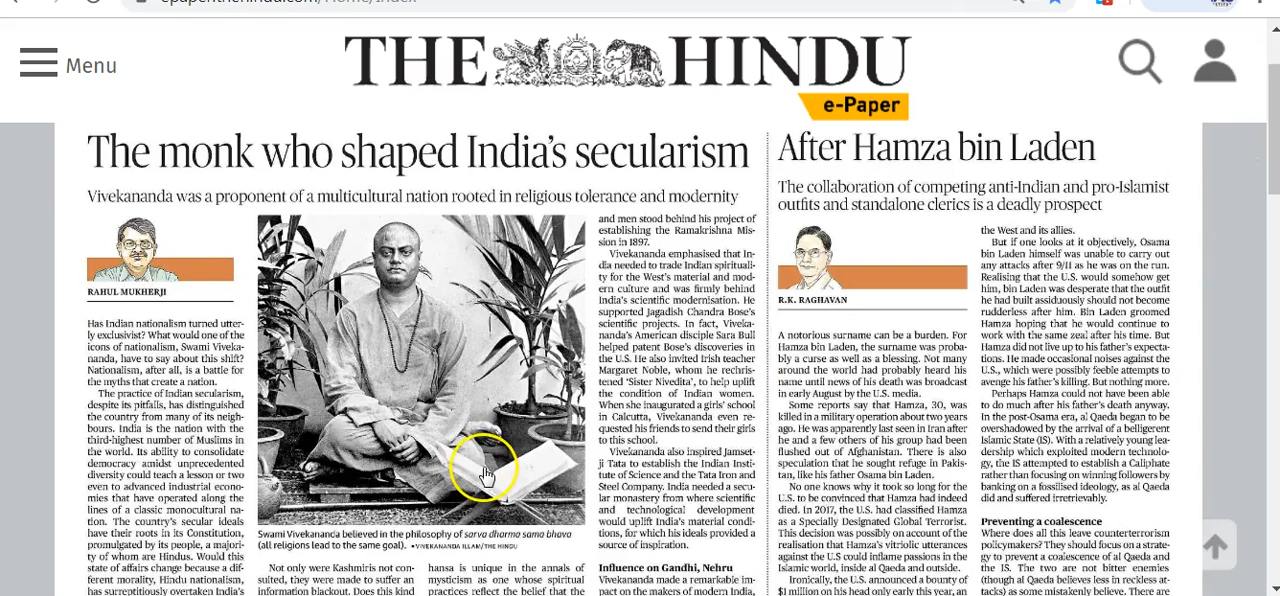 Menu
THE HINDU
e-Paper
The monk who shaped India's secularism
Vivekananda was a proponent of a multicultural nation rooted in religious tolerance and modernity
RAHUL MUKHERJI
Has Indian nationalism turned utter-
ly exclusivist? What would one of the
icons of nationalism, Swami Viveka-
nanda, have to say about this shift?
Nationalism, after all, is a battle for
the myths that create a nation.
The practice of Indian secularism,
despite its pitfalls, has distinguished
the country from many of its neigh-
bours. India is the nation with the
third-highest number of Muslims in
the world. Its ability to consolidate
democracy amidst unprecedented
diversity could teach a lesson or two
even to advanced industrial econo-
mies that have operated along the
lines of a classic monocultural na-
tion. The country's secular ideals
have their roots in its Constitution,
promulgated by its people, a majori-
ty of whom are Hindus. Would this
state of affairs change because a dif-
ferent morality, Hindu nationalism,
has surreptitiously overtaken India's
Swami Vivekananda believed in the philosophy of sarva dharma sama bhava
(all religions lead to the same goal). •VIVEKANANDA ILLAM/THE HINDU
Not only were Kashmiris not con-
sulted, they were made to suffer an
information blackout. Does this kind
hansa is unique in the annals of
mysticism as one whose spiritual
practices reflect the belief that the
and men stood behind his project of
establishing the Ramakrishna Mis-
sion in 1897.
Vivekananda emphasised that In-
dia needed to trade Indian spirituali-
ty for the West's material and mod-
ern culture and was firmly behind
India's scientific modernisation. He
supported Jagadish Chandra Bose's
scientific projects. In fact, Viveka-
nanda's American disciple Sara Bull
helped patent Bose's discoveries in
the U.S. He also invited Irish teacher
Margaret Noble, whom he rechris-
tened 'Sister Nivedita', to help uplift
the condition of Indian women.
When she inaugurated a girls' school
in Calcutta, Vivekananda even re-
quested his friends to send their girls
to this school.
Vivekananda also inspired Jamset-
ji Tata to establish the Indian Insti-
tute of Science and the Tata Iron and
Steel Company. India needed a secu-
lar monastery from where scientific
and technological development
would uplift India's material condi-
tions, for which his ideals provided a
source of inspiration.
Influence on Gandhi, Nehru
Vivekananda made a remarkable im-
pact on the makers of modern India,
After Hamza bin Laden
The collaboration of competing anti-Indian and pro-Islamist
outfits and standalone clerics is a deadly prospect
R.K. RAGHAVAN
A notorious surname can be a burden. For
Hamza bin Laden, the surname was proba-
bly a curse as well as a blessing. Not many
around the world had probably heard his
name until news of his death was broadcast
in early August by the U.S. media.
Some reports say that Hamza, 30, was
killed in a military operation about two years
ago. He was apparently last seen in Iran after
he and a few others of his group had been
flushed out of Afghanistan. There is also
speculation that he sought refuge in Pakis-
tan, like his father Osama bin Laden.
No one knows why it took so long for the
U.S. to be convinced that Hamza had indeed
died. In 2017, the U.S. had classified Hamza
as a Specially Designated Global Terrorist.
This decision was possibly on account of the
realisation that Hamza's vitriolic utterances
against the U.S could inflame passions in the
Islamic world, inside al Qaeda and outside.
Ironically, the U.S. announced a bounty of
$1 million on his head only early this year, an
the West and its allies.
But if one looks at it objectively, Osama
bin Laden himself was unable to carry out
any attacks after 9/11 as he was on the run.
Realising that the U.S. would somehow get
him, bin Laden was desperate that the outfit
he had built assiduously should not become
rudderless after him. Bin Laden groomed
Hamza hoping that he would continue to
work with the same zeal after his time. But
Hamza did not live up to his father's expecta-
tions. He made occasional noises against the
U.S., which were possibly feeble attempts to
avenge his father's killing. But nothing more.
Perhaps Hamza could not have been able
to do much after his father's death anyway.
In the post-Osama era, al Qaeda began to be
overshadowed by the arrival of a belligerent
Islamic State (IS). With a relatively young lea-
dership which exploited modern technolo-
gy, the IS attempted to establish a Caliphate
rather than focusing on winning followers by
banking on a fossilised ideology, as al Qaeda
did and suffered irretrievably.
Preventing a coalescence
Where does all this leave counterterrorism
policymakers? They should focus on a strate-
gy to prevent a coalescence of al Qaeda and
the IS. The two are not bitter enemies
(though al Qaeda believes less in reckless at-
tacks) as some mistakenly believe. There are